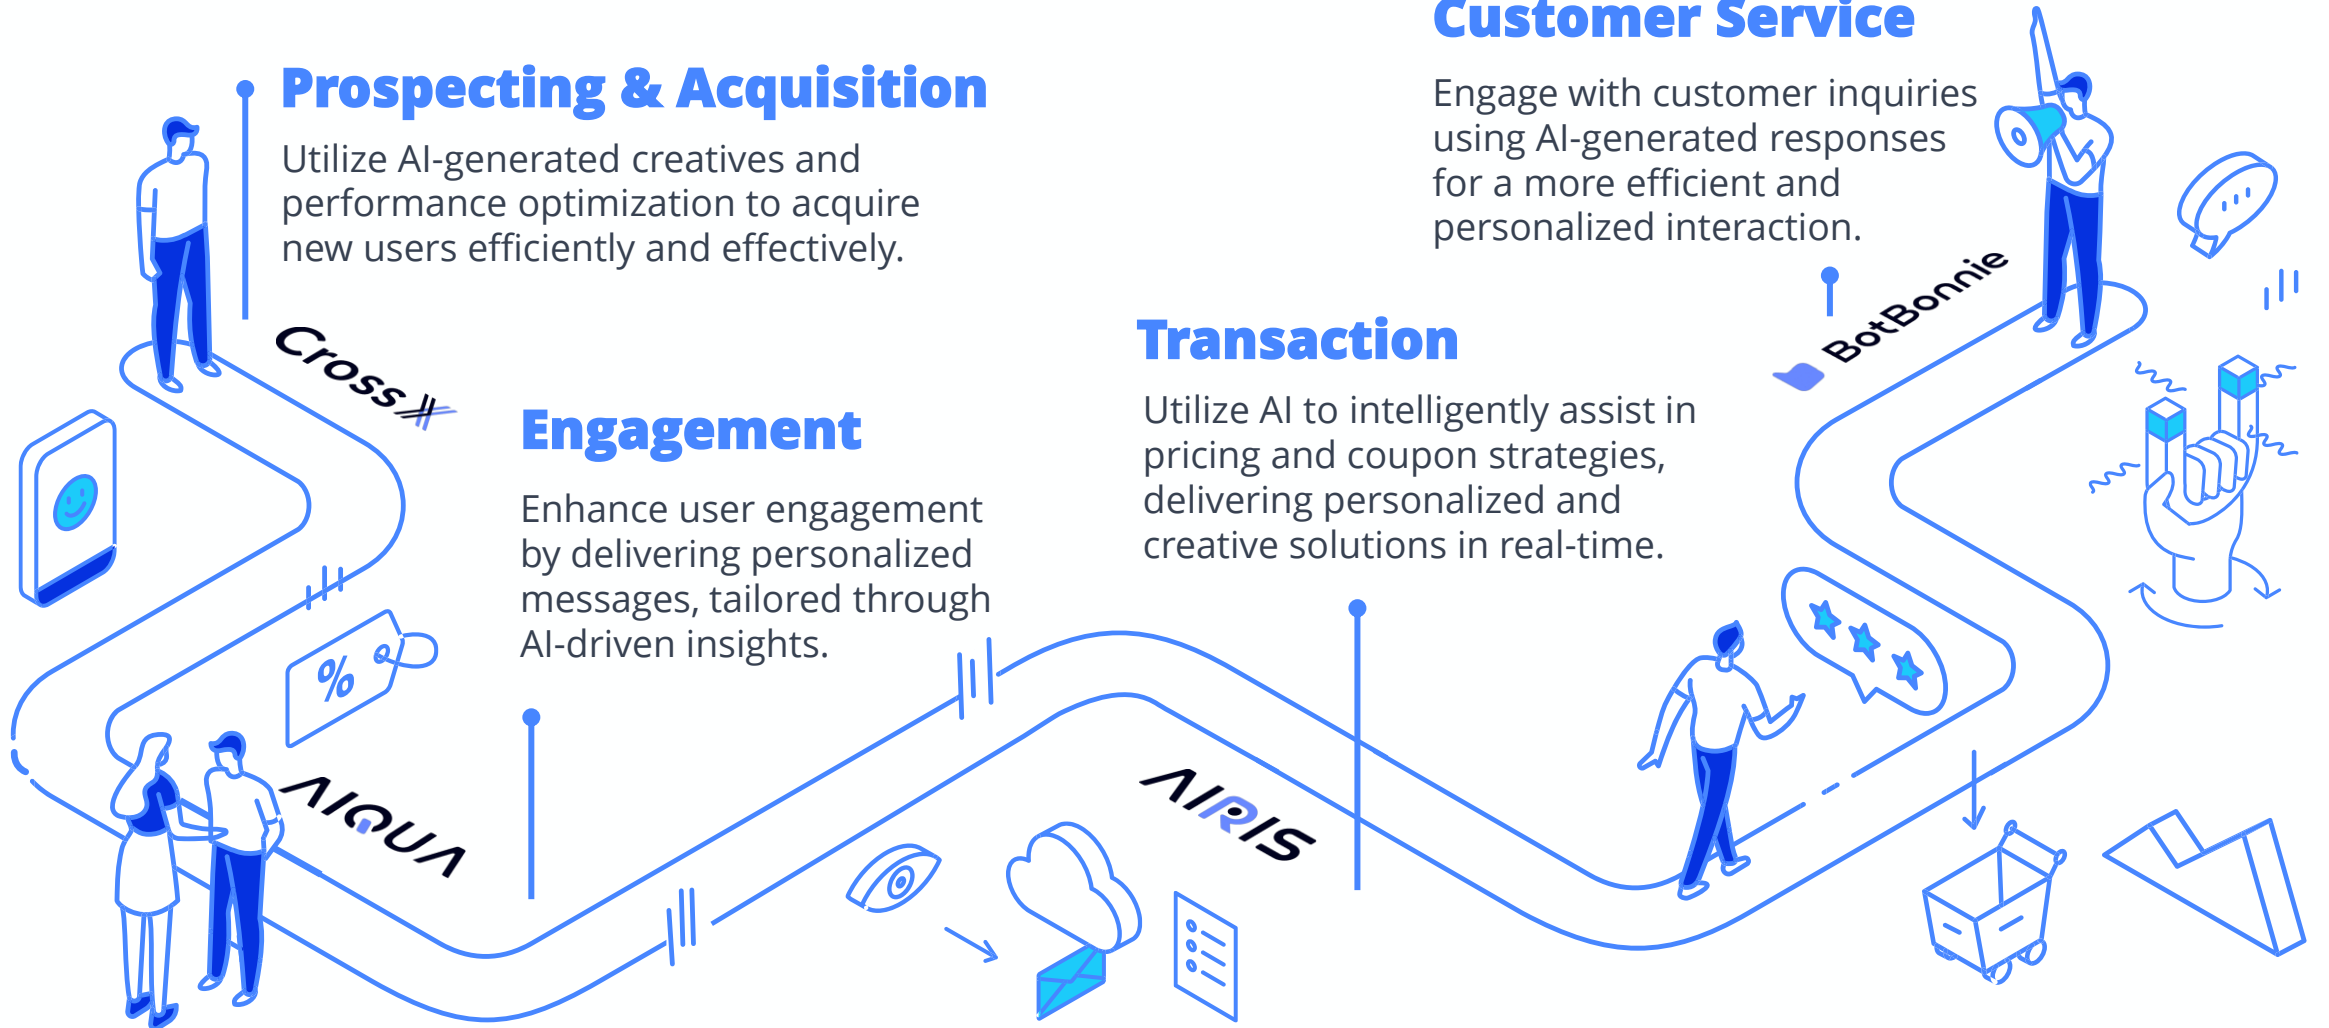 Prospecting & Acquisition
Utilize AI-generated creatives and
performance optimization to acquire
new users efficiently and effectively.
Cross X
Engagement
Enhance user engagement
by delivering personalized
messages, tailored through
AI-driven insights.
%
AIQUA
Transaction
Utilize AI to intelligently assist in
pricing and coupon strategies,
delivering personalized and
creative solutions in real-time.
AIRIS
Customer Service
Engage with customer inquiries
using AI-generated responses
for a more efficient and
personalized interaction.
BotBonnie